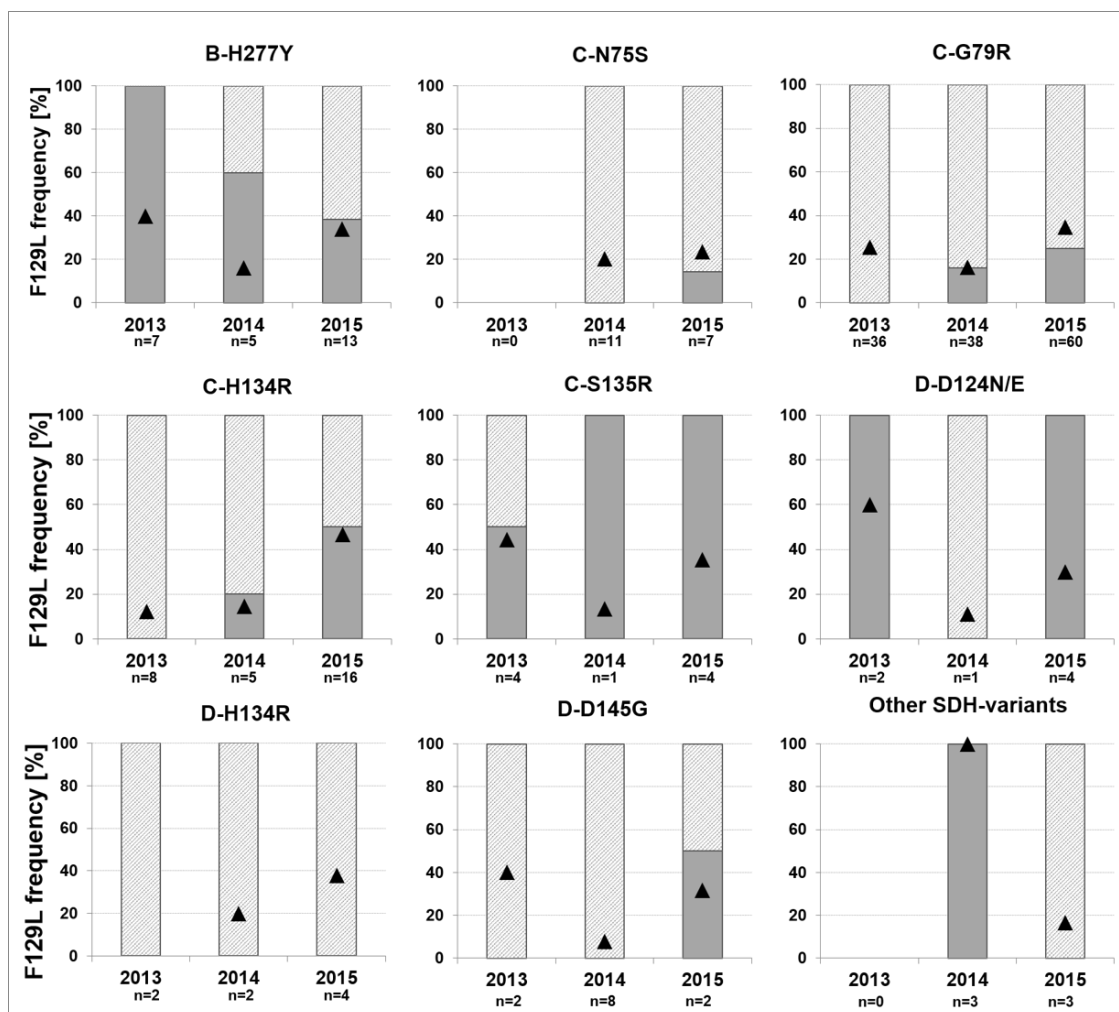 B-H277Y
C-N75S
C-G79R
F129L frequency [%]
100
80
60
40
20
0
2013
n=7
2014
n=5
2015
n=13
100
80
60
40
20
0
2013
n=0
2014
n=11
2015
n=7
100
80
60
40
20
0
2013
n=36
2014
n=38
2015
n=60
C-H134R
C-S135R
D-D124N/E
F129L frequency [%]
100
80
60
40
20
0
2013
n=8
2014
n=5
2015
n=16
100
80
60
40
20
0
2013
n=4
2014
n=1
2015
n=4
100
80
60
40
20
0
2013
n=2
2014
n=1
2015
n=4
D-H134R
D-D145G
Other SDH-variants
F129L frequency [%]
100
80
60
40
20
0
2013
n=2
2014
n=2
2015
n=4
100
80
60
40
20
0
2013
n=2
2014
n=8
2015
n=2
100
80
60
40
20
0
2013
n=0
2014
n=3
2015
n=3